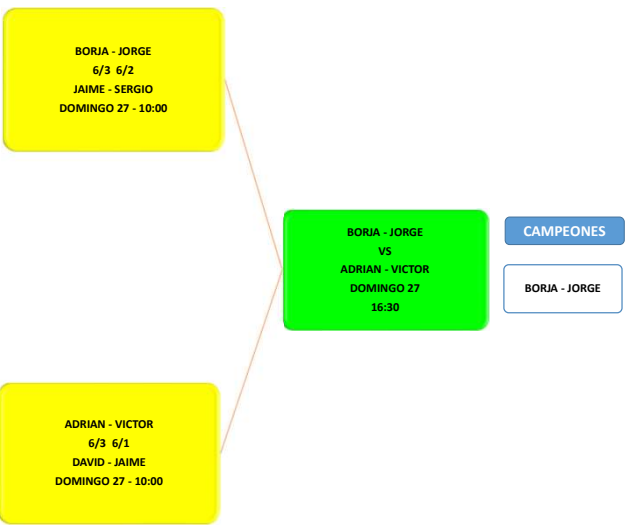 BORJA - JORGE
6/3 6/2
JAIME - SERGIO
DOMINGO 27 - 10:00
BORJA - JORGE
VS
ADRIAN - VICTOR
DOMINGO 27
16:30
CAMPEONES
BORJA - JORGE
ADRIAN - VICTOR
6/3 6/1
DAVID - JAIME
DOMINGO 27 - 10:00